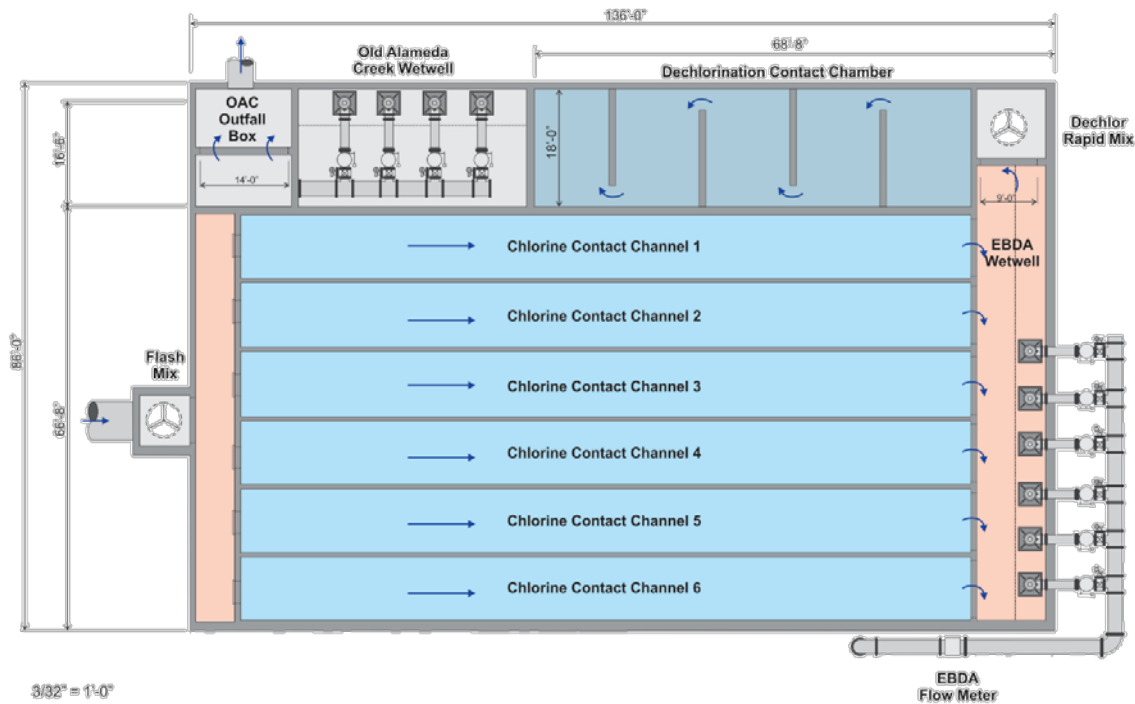 136'-0"
68'-8"
Old Alameda
Creek Wetwell
Dechlorination Contact Chamber
OAC
Outfall
Box
Dechlor
Rapid Mix
16'-6"
18'-0"
14'-0"
9'-0"
EBDA
Wetwell
Chlorine Contact Channel 1
Chlorine Contact Channel 2
86'-0"
Flash
Mix
Chlorine Contact Channel 3
66'-8"
Chlorine Contact Channel 4
Chlorine Contact Channel 5
Chlorine Contact Channel 6
3/32" = 1'-0"
EBDA
Flow Meter